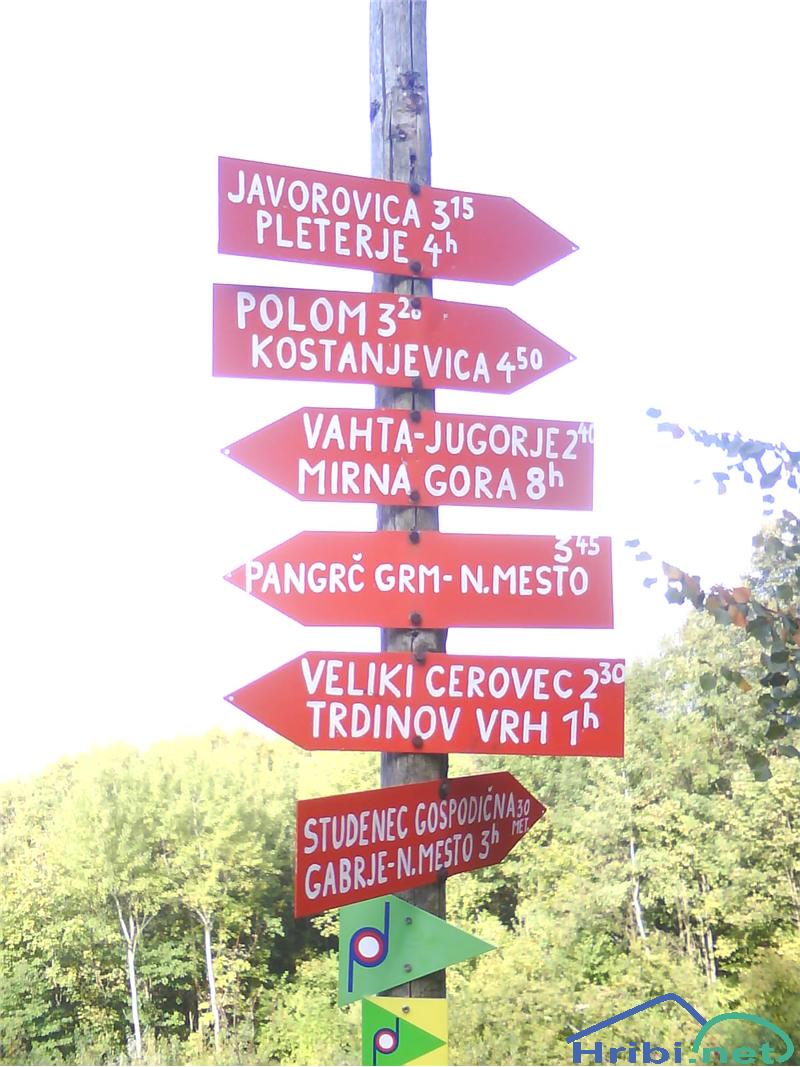 JAVOROVICA 3¹⁵
PLETERJE 4ʰ
POLOM 3²⁰
KOSTANJEVICA 4⁵⁰
VAHTA-JUGORJE 2⁴⁰
MIRNA GORA 8ʰ
3⁴⁵
PANGRČ GRM- N.MESTO
VELIKI CEROVEC 2³⁰
TRDINOV VRH 1ʰ
STUDENEC GOSPODIČNA 30 MET.
GABRJE-N.MESTO 3ʰ
Hribi.net